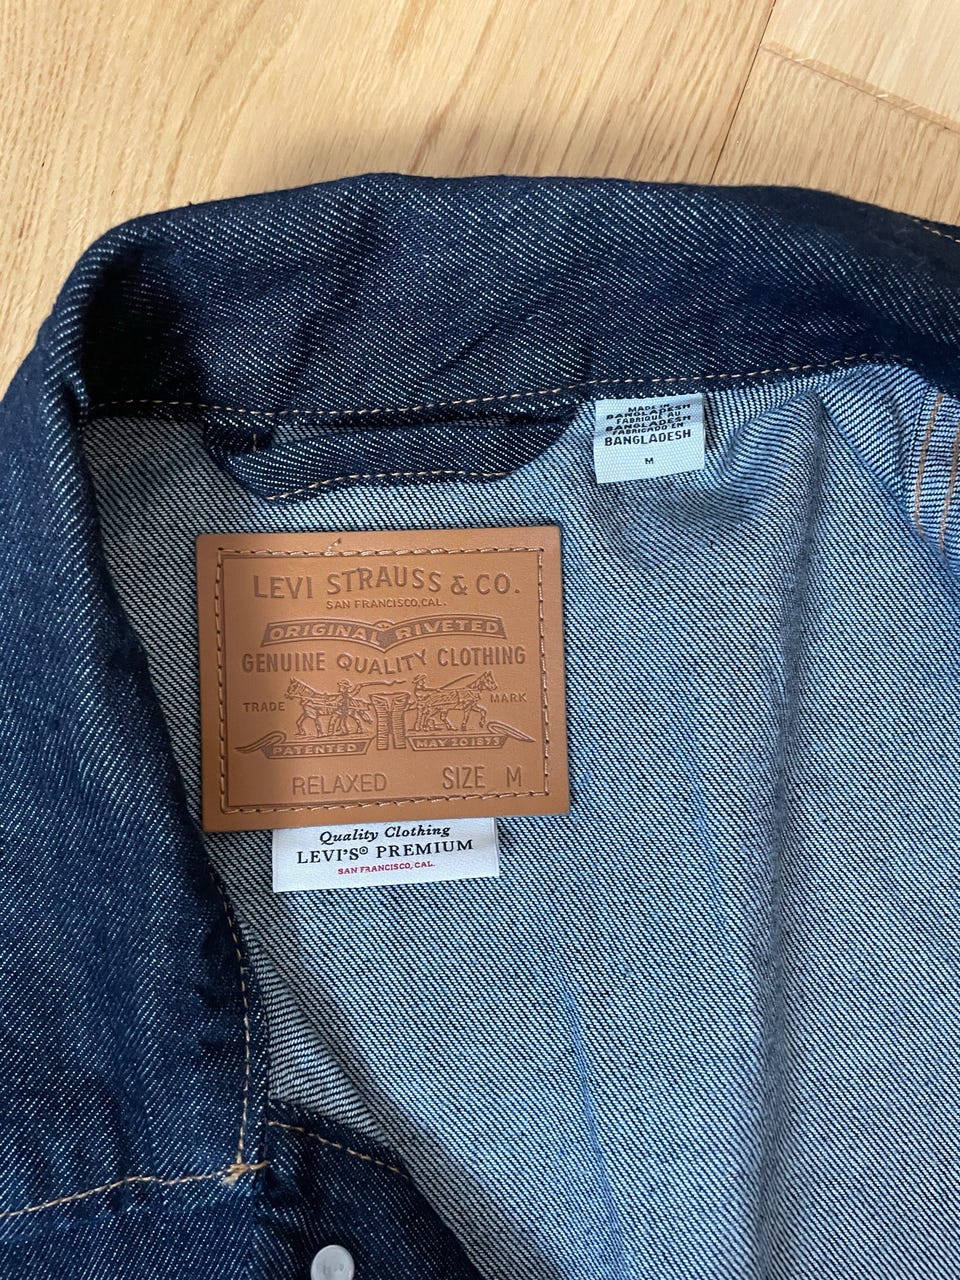 MADE IN
BANGLADESH
FABRIQUÉ AU
BANGLADESH
FABRICADO EN
BANGLADESH
M
LEVI STRAUSS & CO.
SAN FRANCISCO, CAL.
ORIGINAL RIVETED
GENUINE QUALITY CLOTHING
TRADE MARK
PATENTED MAY 20 1873
RELAXED SIZE M
Quality Clothing
LEVI'S® PREMIUM
SAN FRANCISCO, CAL.